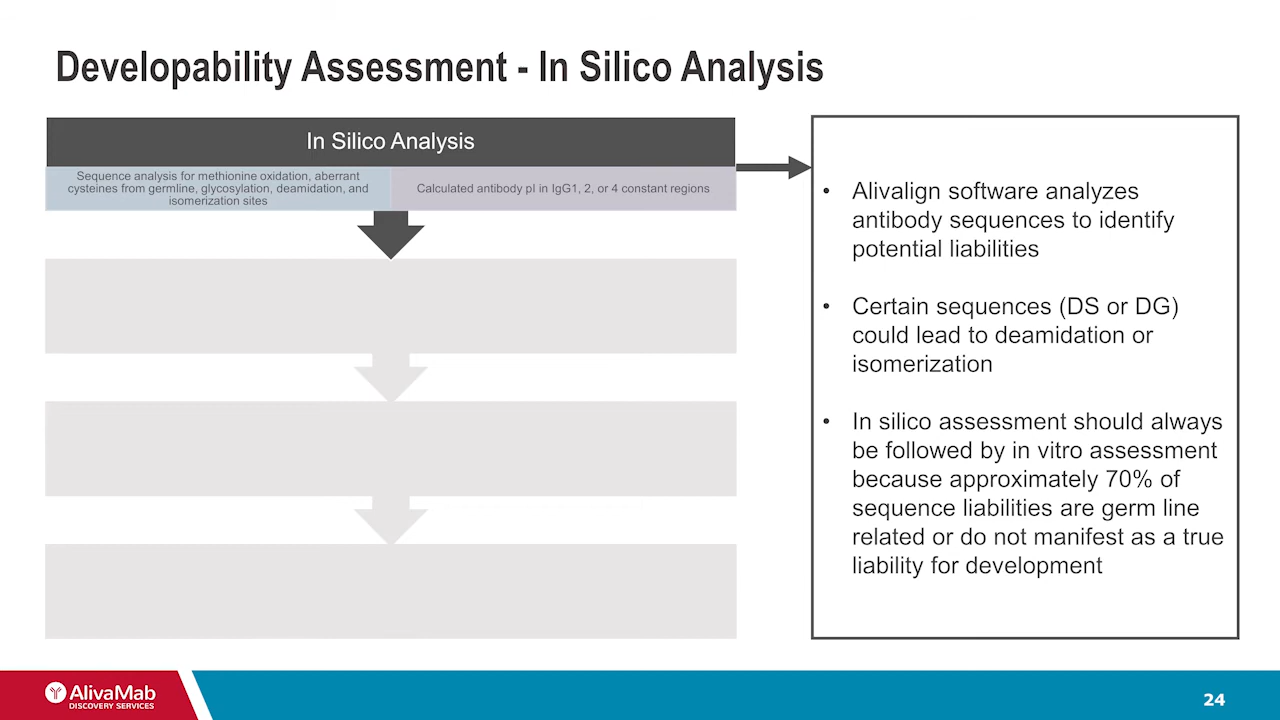 Developability Assessment - In Silico Analysis
In Silico Analysis
Sequence analysis for methionine oxidation, aberrant
cysteines from germline, glycosylation, deamidation, and
isomerization sites
Calculated antibody pI in IgG1, 2, or 4 constant regions
• Alivalign software analyzes
antibody sequences to identify
potential liabilities
• Certain sequences (DS or DG)
could lead to deamidation or
isomerization
• In silico assessment should always
be followed by in vitro assessment
because approximately 70% of
sequence liabilities are germ line
related or do not manifest as a true
liability for development
AlivaMab
DISCOVERY SERVICES
24